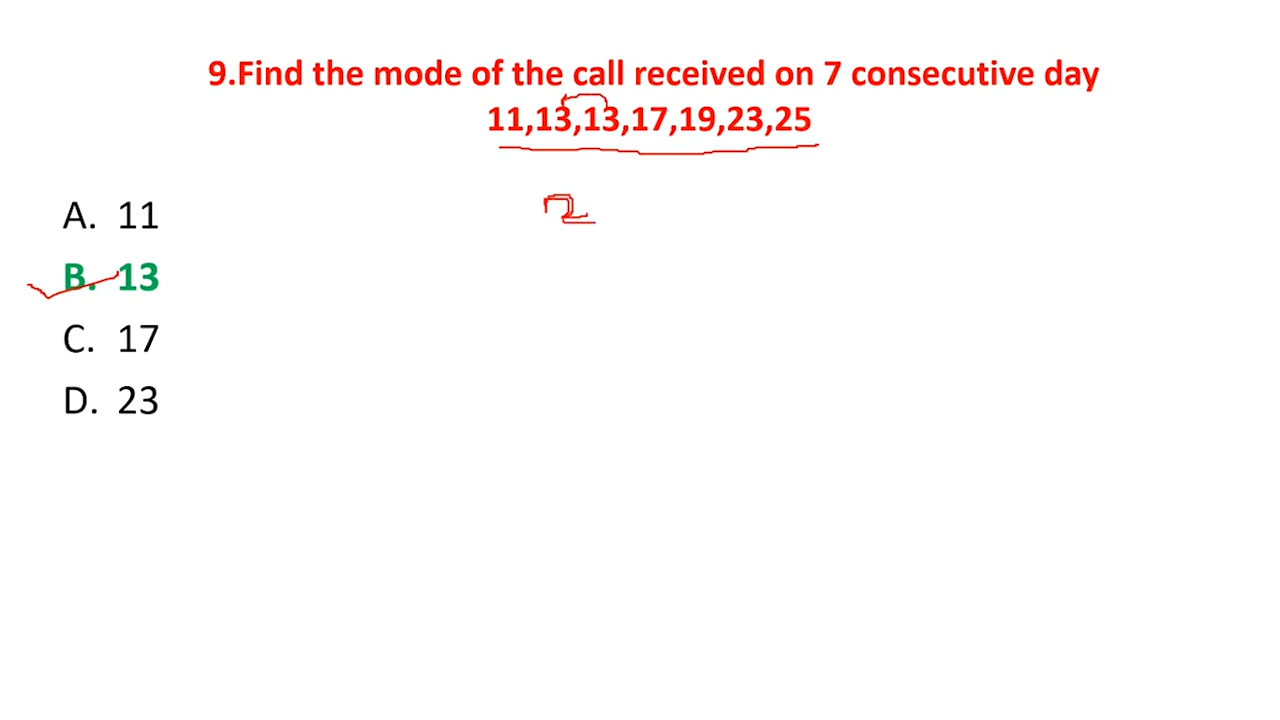 9.Find the mode of the call received on 7 consecutive day
11,13,13,17,19,23,25
2
A. 11
B. 13
C. 17
D. 23